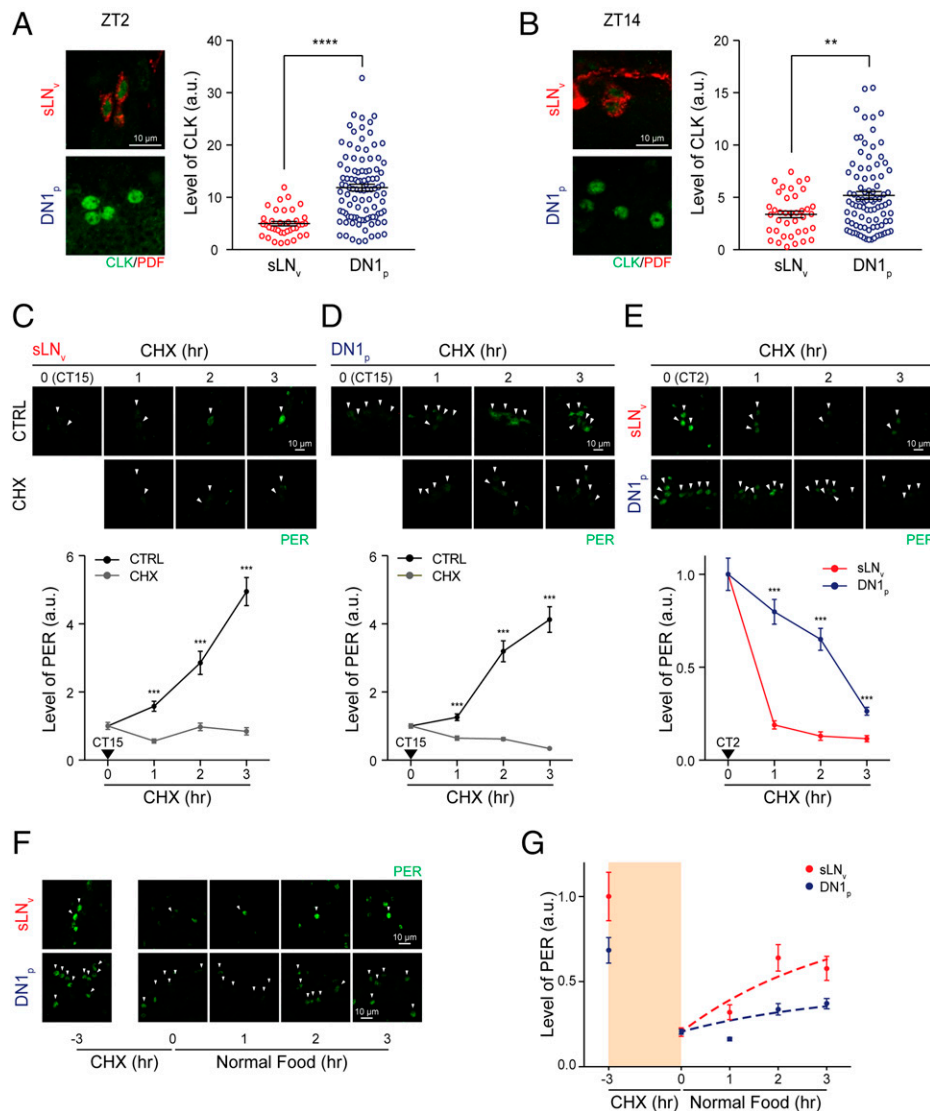 A
ZT2
sLNv
10 μm
DN1p
CLK/PDF
Level of CLK (a.u.)
40
30
20
10
0
****
sLNv
DN1p
B
ZT14
sLNv
10 μm
DN1p
CLK/PDF
Level of CLK (a.u.)
20
15
10
5
0
**
sLNv
DN1p
C
sLNv
CHX (hr)
0 (CT15)
1
2
3
CTRL
10 μm
CHX
PER
Level of PER (a.u.)
6
4
2
0
CTRL
CHX
***
***
***
CT15
0
1
2
3
CHX (hr)
D
DN1p
CHX (hr)
0 (CT15)
1
2
3
CTRL
10 μm
CHX
PER
Level of PER (a.u.)
6
4
2
0
CTRL
CHX
***
***
***
CT15
0
1
2
3
CHX (hr)
E
CHX (hr)
0 (CT2)
1
2
3
sLNv
10 μm
DN1p
PER
Level of PER (a.u.)
1.0
0.5
0.0
sLNv
DN1p
***
***
***
CT2
0
1
2
3
CHX (hr)
F
PER
sLNv
10 μm
DN1p
10 μm
-3
0
1
2
3
CHX (hr)
Normal Food (hr)
G
Level of PER (a.u.)
1.0
0.5
0.0
sLNv
DN1p
-3
0
1
2
3
CHX (hr)
Normal Food (hr)